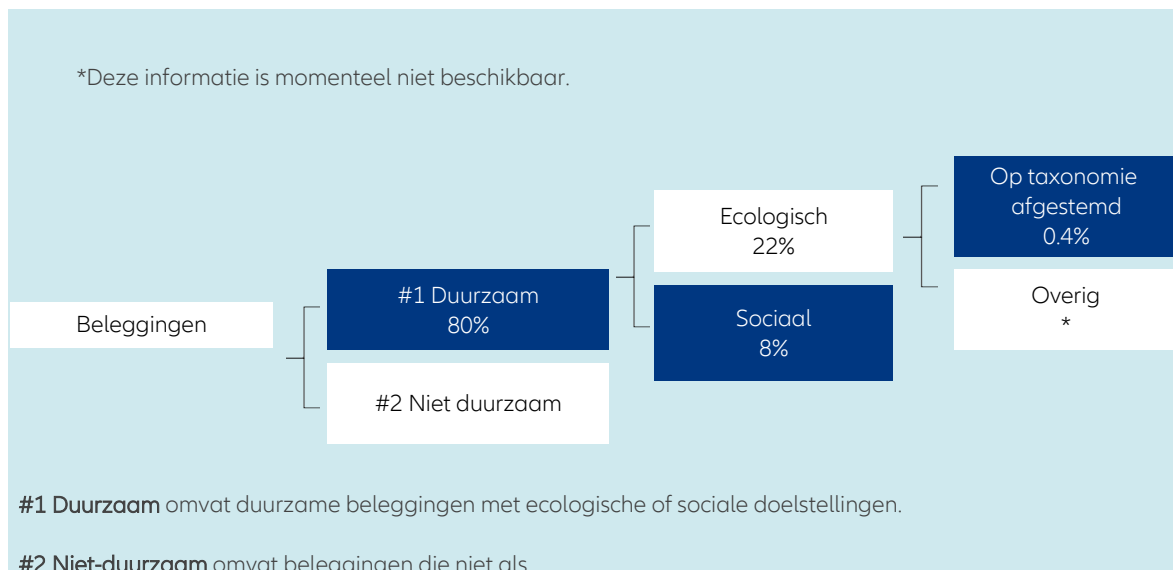 *Deze informatie is momenteel niet beschikbaar.
Beleggingen
#1 Duurzaam
80%
#2 Niet duurzaam
Ecologisch
22%
Sociaal
8%
Op taxonomie
afgestemd
0.4%
Overig
*
#1 Duurzaam omvat duurzame beleggingen met ecologische of sociale doelstellingen.
#2 Niet-duurzaam omvat beleggingen die niet als